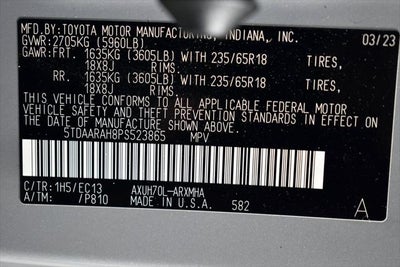 MFD.BY:TOYOTA MOTOR MANUFACTURING, INDIANA, INC.
GVWR:2705KG (5960LB) 03/23
GAWR:FRT. 1635KG (3605LB) WITH 235/65R18 TIRES,
18X8J RIMS.
RR. 1635KG (3605LB) WITH 235/65R18 TIRES,
18X8J RIMS.
THIS VEHICLE CONFORMS TO ALL APPLICABLE FEDERAL MOTOR
VEHICLE SAFETY AND THEFT PREVENTION STANDARDS IN EFFECT ON
THE DATE OF MANUFACTURE SHOWN ABOVE.
5TDAARAH8PS523865 MPV
C/TR: 1H5/EC13 AXUH70L-ARXMHA
A/TM: /P810 MADE IN U.S.A. 582 A